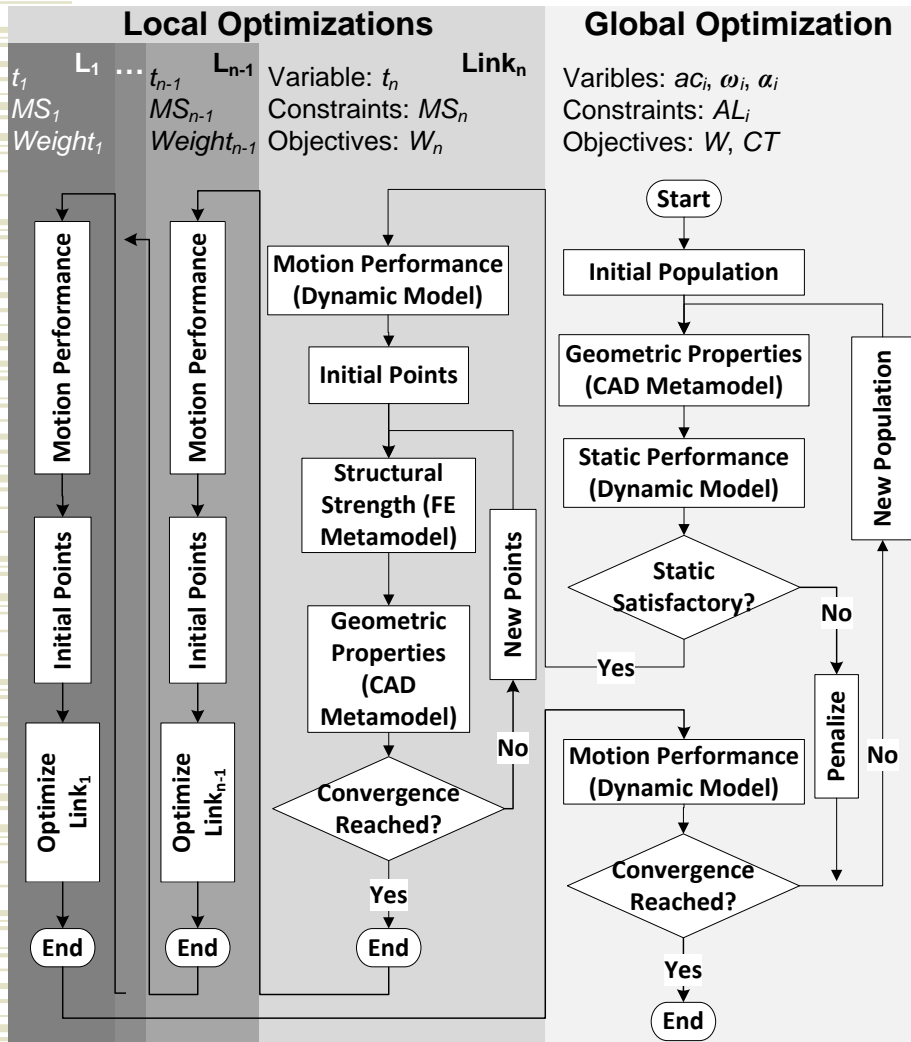 Local Optimizations
Global Optimization
L1
...
Ln-1
Linkn
t1
MS1
Weight1
tn-1
MSn-1
Weightn-1
Variable: tn
Constraints: MSn
Objectives: Wn
Varibles: aci, ωi, αi
Constraints: ALi
Objectives: W, CT
Motion Performance
Initial Points
Optimize
Link1
End
Motion Performance
Initial Points
Optimize
Linkn-1
End
Motion Performance
(Dynamic Model)
Initial Points
Structural
Strength (FE
Metamodel)
Geometric
Properties
(CAD
Metamodel)
New Points
No
Convergence
Reached?
Yes
End
Start
Initial Population
Geometric Properties
(CAD Metamodel)
Static Performance
(Dynamic Model)
Static
Satisfactory?
No
Yes
Penalize
New Population
No
Motion Performance
(Dynamic Model)
Convergence
Reached?
Yes
End